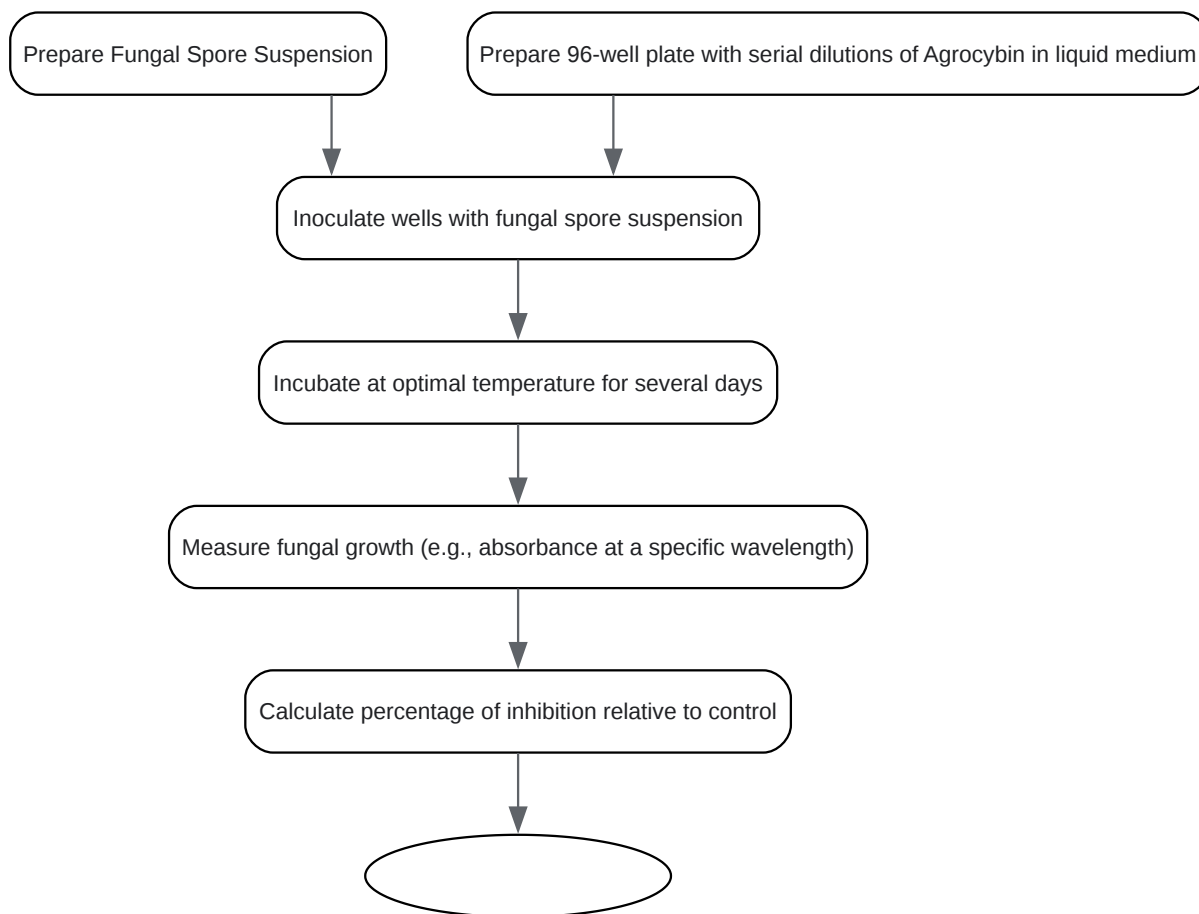 Prepare Fungal Spore Suspension
Prepare 96-well plate with serial dilutions of Agrocybin in liquid medium
Inoculate wells with fungal spore suspension
Incubate at optimal temperature for several days
Measure fungal growth (e.g., absorbance at a specific wavelength)
Calculate percentage of inhibition relative to control